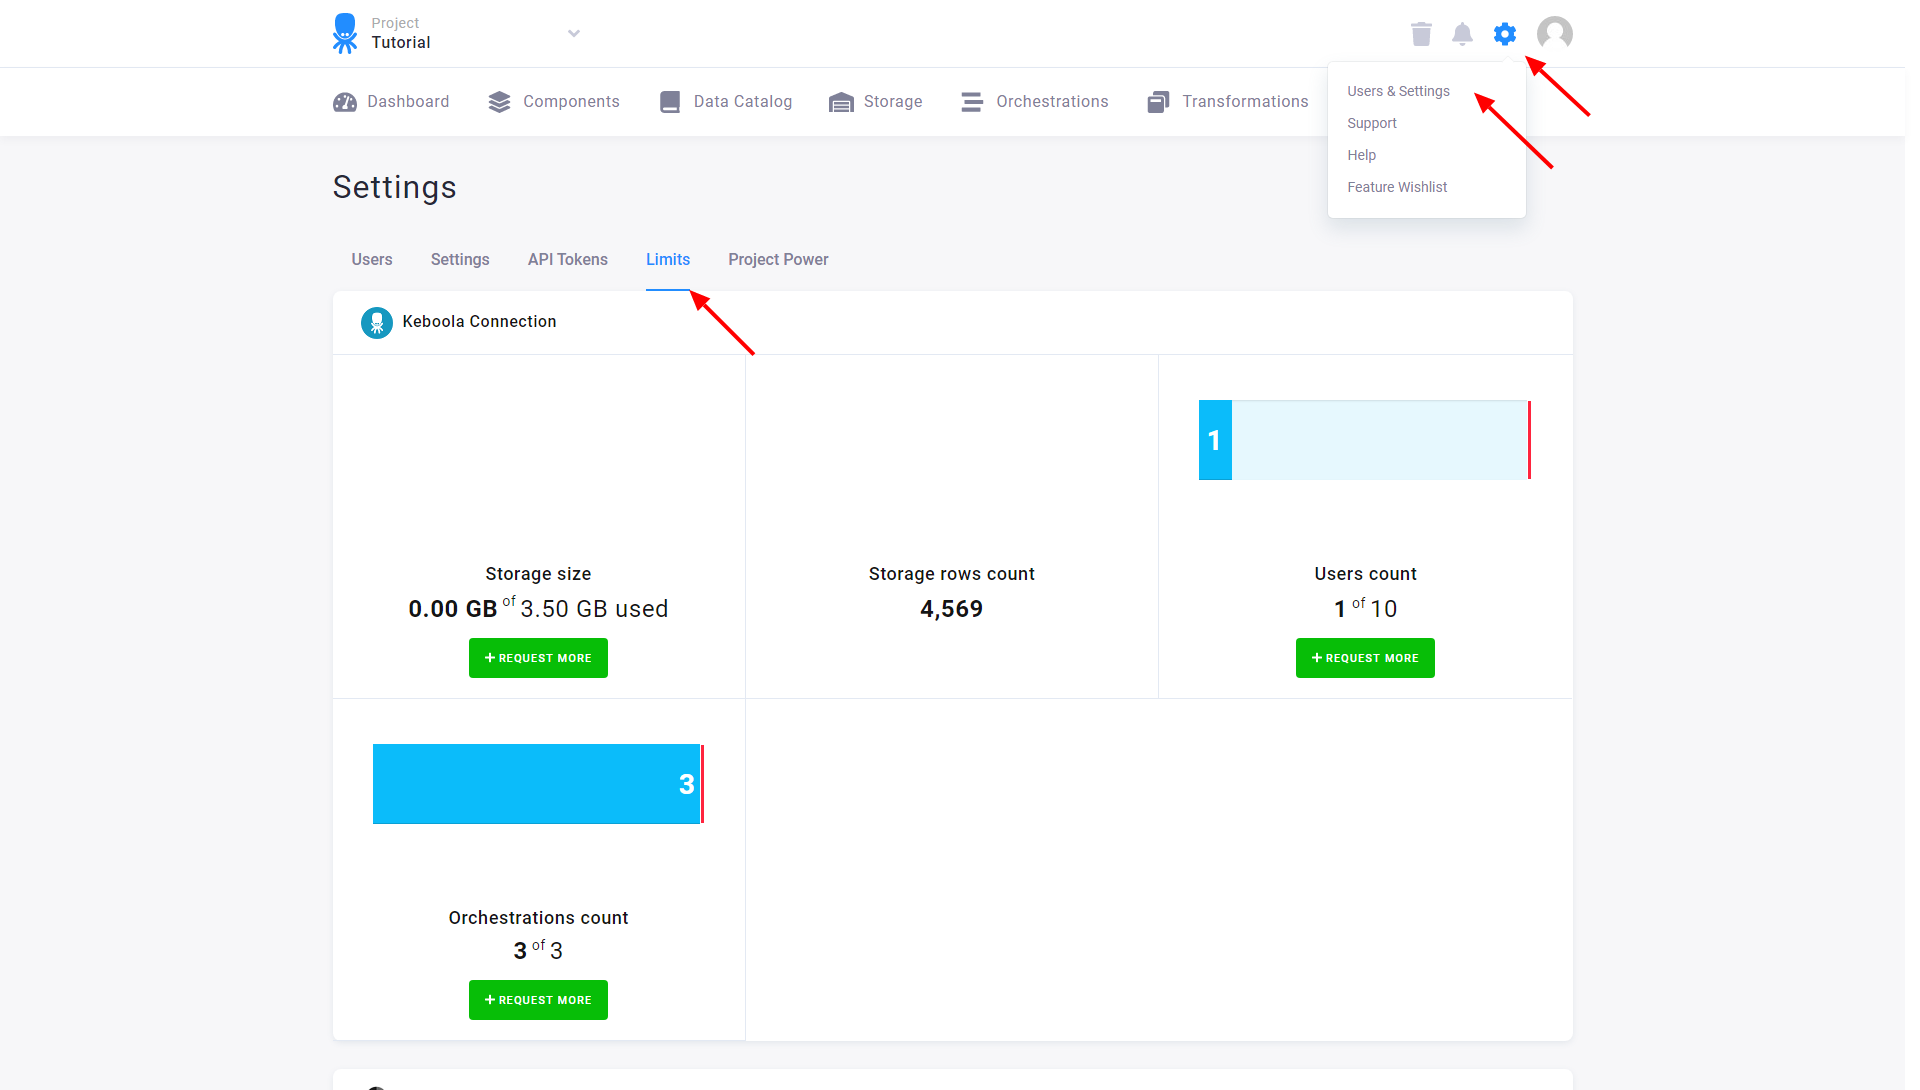 Project
Tutorial
Dashboard
Components
Data Catalog
Storage
Orchestrations
Transformations
Users & Settings
Support
Help
Feature Wishlist
Settings
Users
Settings
API Tokens
Limits
Project Power
Keboola Connection
1
Storage size
0.00 GB of 3.50 GB used
+ REQUEST MORE
Storage rows count
4,569
Users count
1 of 10
+ REQUEST MORE
3
Orchestrations count
3 of 3
+ REQUEST MORE